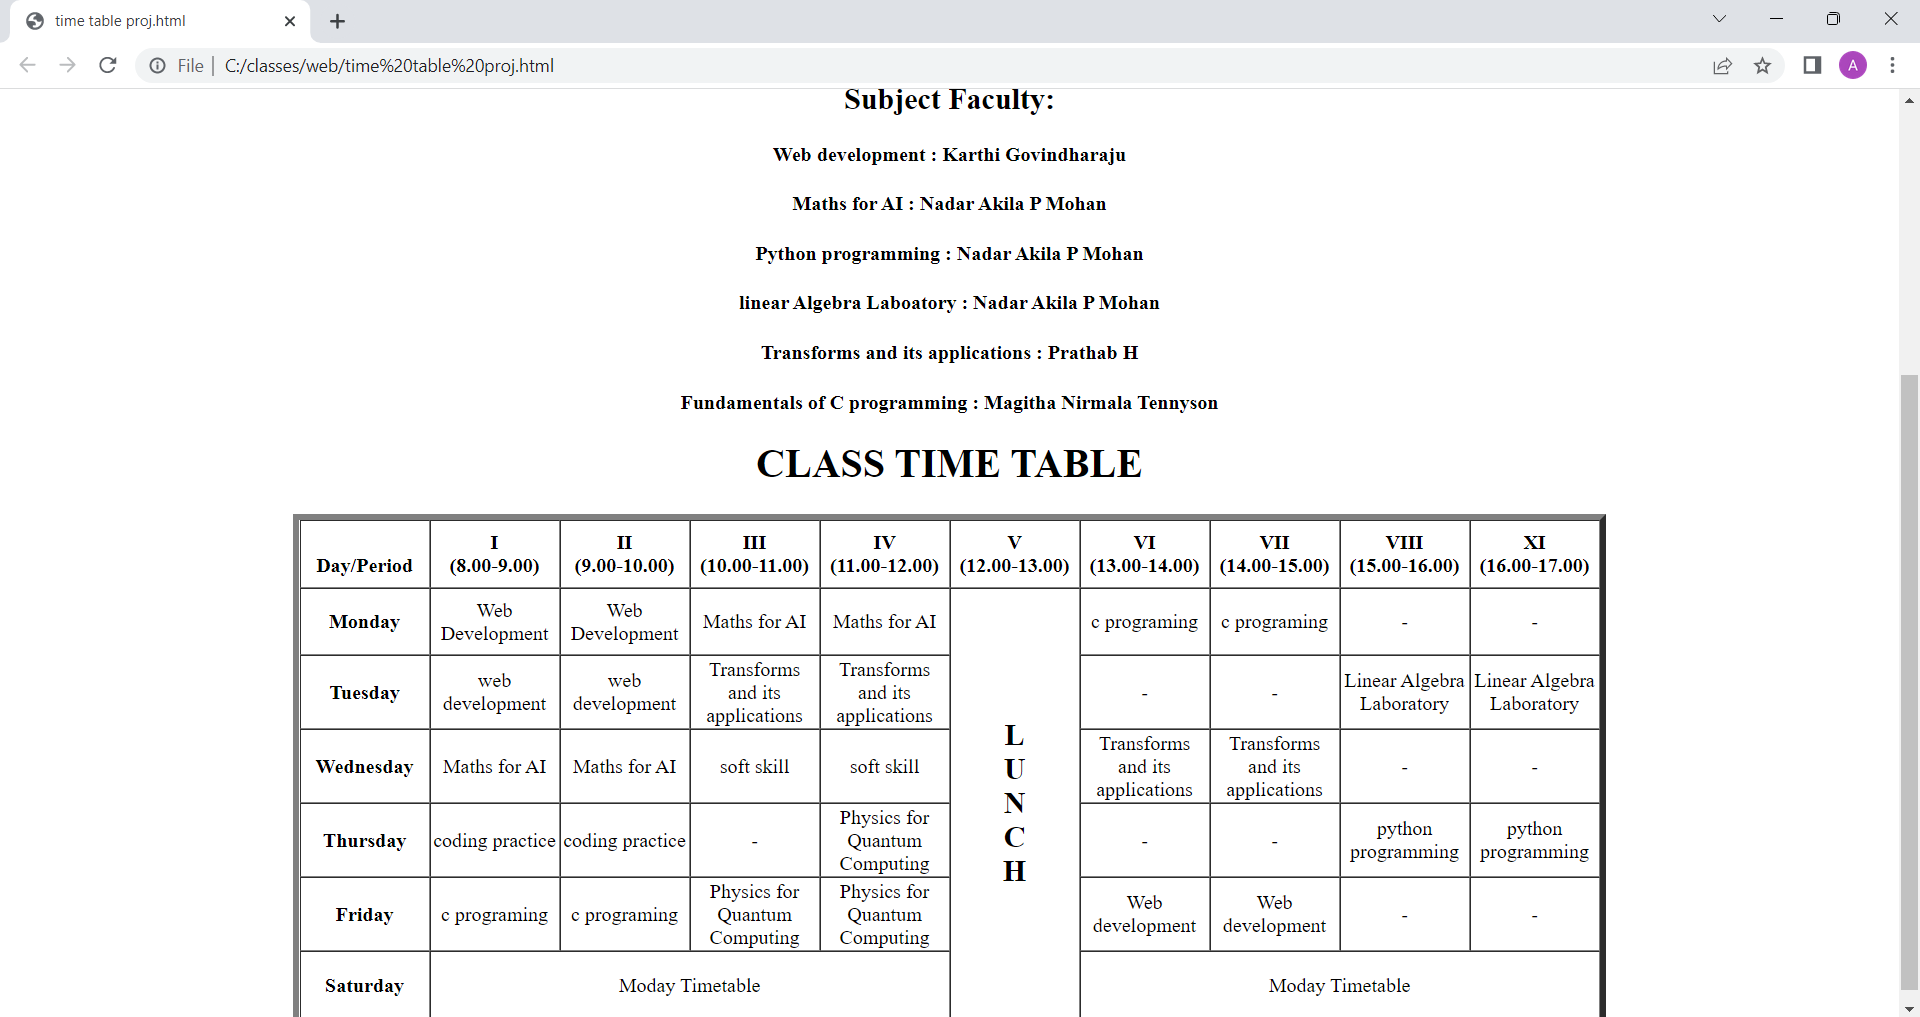 time table proj.html
File
C:/classes/web/time%20table%20proj.html
A
Subject Faculty:
Web development : Karthi Govindharaju
Maths for AI : Nadar Akila P Mohan
Python programming : Nadar Akila P Mohan
linear Algebra Laboatory : Nadar Akila P Mohan
Transforms and its applications : Prathab H
Fundamentals of C programming : Magitha Nirmala Tennyson
CLASS TIME TABLE
Day/Period
I
(8.00-9.00)
II
(9.00-10.00)
III
(10.00-11.00)
IV
(11.00-12.00)
V
(12.00-13.00)
VI
(13.00-14.00)
VII
(14.00-15.00)
VIII
(15.00-16.00)
XI
(16.00-17.00)
Monday
Web
Development
Web
Development
Maths for AI
Maths for AI
L
U
N
C
H
c programing
c programing
-
-
Tuesday
web
development
web
development
Transforms
and its
applications
Transforms
and its
applications
-
-
Linear Algebra
Laboratory
Linear Algebra
Laboratory
Wednesday
Maths for AI
Maths for AI
soft skill
soft skill
Transforms
and its
applications
Transforms
and its
applications
-
-
Thursday
coding practice
coding practice
-
Physics for
Quantum
Computing
-
-
python
programming
python
programming
Friday
c programing
c programing
Physics for
Quantum
Computing
Physics for
Quantum
Computing
Web
development
Web
development
-
-
Saturday
Moday Timetable
Moday Timetable